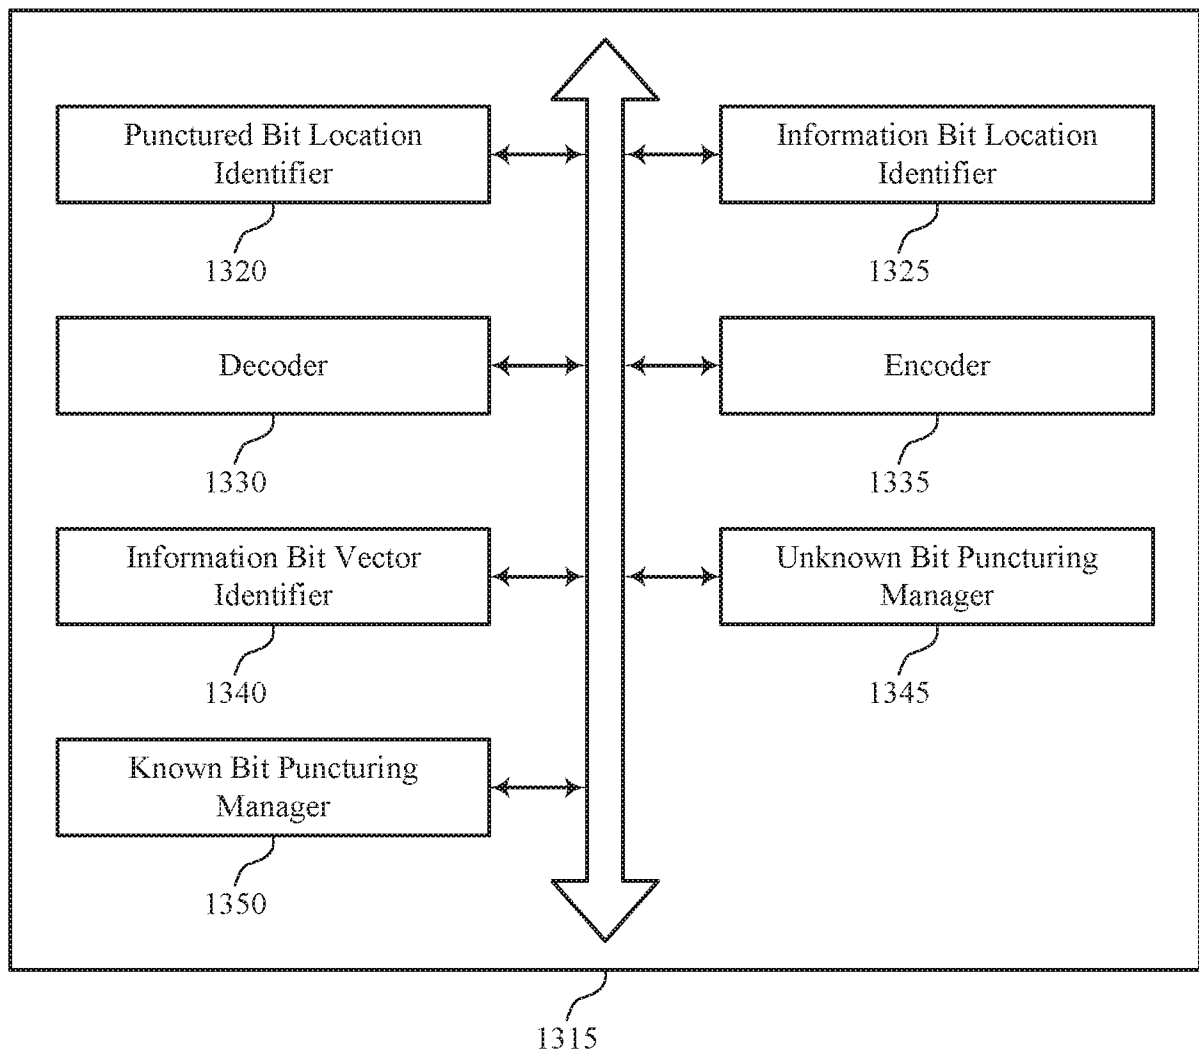 Punctured Bit Location
Identifier
1320
Information Bit Location
Identifier
1325
Decoder
1330
Encoder
1335
Information Bit Vector
Identifier
1340
Unknown Bit Puncturing
Manager
1345
Known Bit Puncturing
Manager
1350
1315